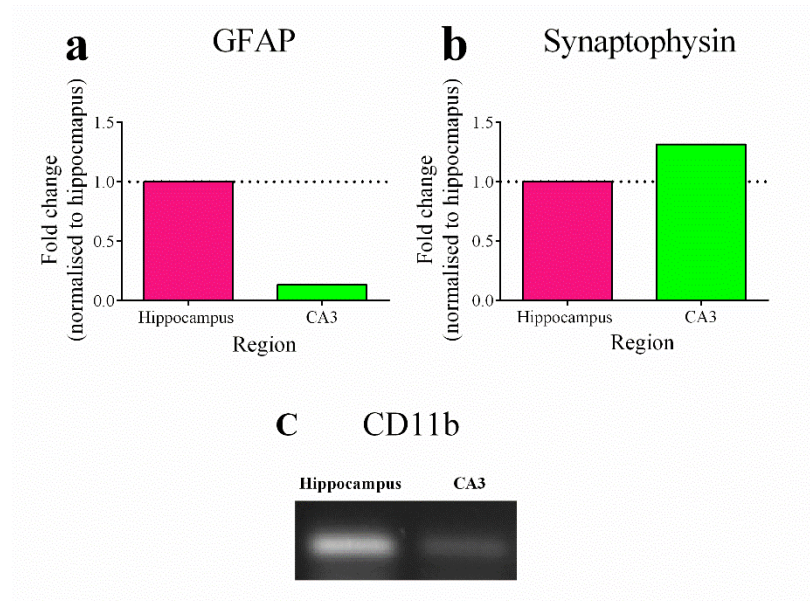 a GFAP
Fold change
(normalised to hippocmapus)
1.5
1.0
0.5
0.0
Hippocampus CA3
Region
b Synaptophysin
Fold change
(normalised to hippocmapus)
1.5
1.0
0.5
0.0
Hippocampus CA3
Region
C CD11b
Hippocampus CA3